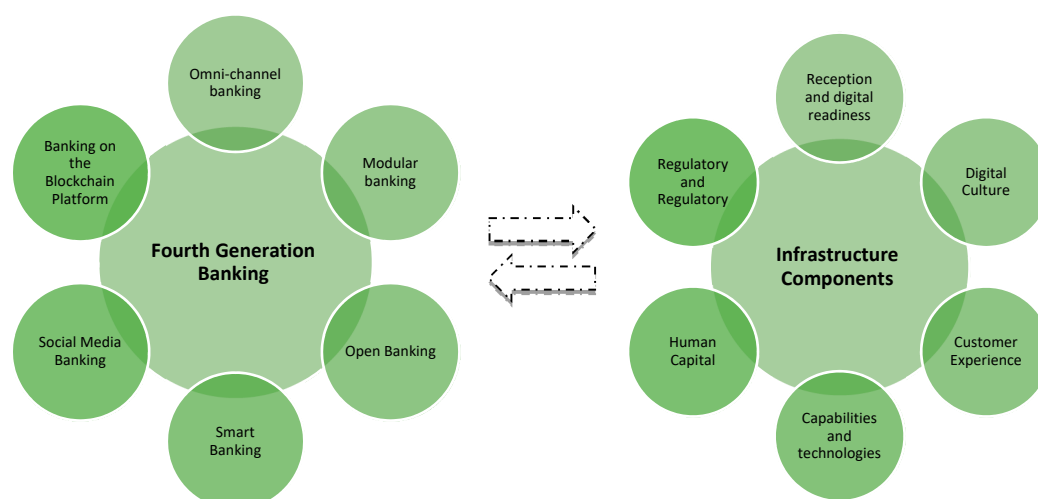 Omni-channel
banking
Modular
banking
Open Banking
Smart
Banking
Social Media
Banking
Banking on
the
Blockchain
Platform
Fourth Generation
Banking
Reception
and digital
readiness
Digital
Culture
Customer
Experience
Capabilities
and
technologies
Human
Capital
Regulatory
and
Regulatory
Infrastructure
Components